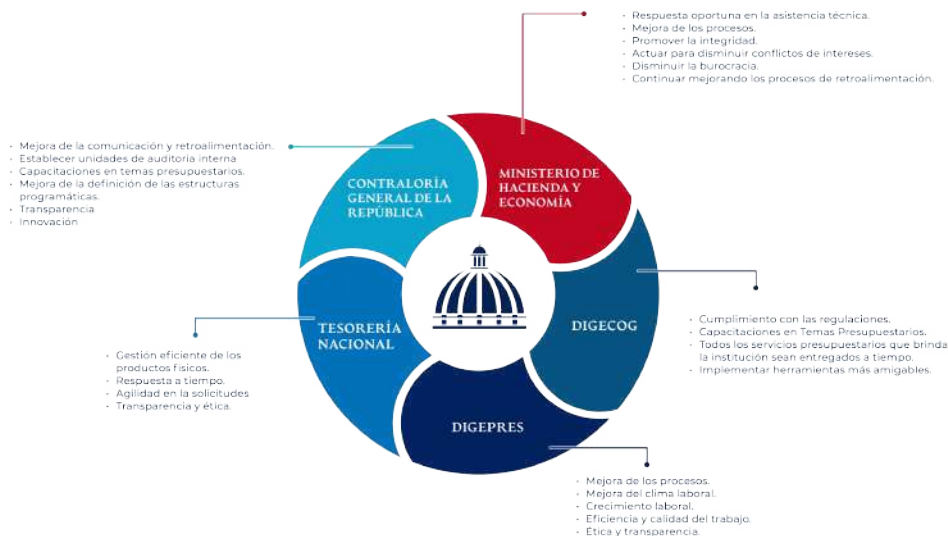 · Respuesta oportuna en la asistencia técnica.
· Mejora de los procesos.
· Promover la integridad.
· Actuar para disminuir conflictos de intereses.
· Disminuir la burocracia.
· Continuar mejorando los procesos de retroalimentación.
· Mejora de la comunicación y retroalimentación.
· Establecer unidades de auditoria interna
· Capacitaciones en temas presupuestarios.
· Mejora de la definición de las estructuras
programáticas.
· Transparencia
· Innovación
CONTRALORÍA
GENERAL DE LA
REPÚBLICA
MINISTERIO DE
HACIENDA Y
ECONOMÍA
TESORERÍA
NACIONAL
DIGECOG
DIGEPRES
· Cumplimiento con las regulaciones.
· Capacitaciones en Temas Presupuestarios.
· Todos los servicios presupuestarios que brinda
la institución sean entregados a tiempo.
· Implementar herramientas más amigables.
· Gestión eficiente de los
productos físicos.
· Respuesta a tiempo.
· Agilidad en la solicitudes
· Transparencia y ética.
· Mejora de los procesos.
· Mejora del clima laboral.
· Crecimiento laboral.
· Eficiencia y calidad del trabajo.
· Ética y transparencia.